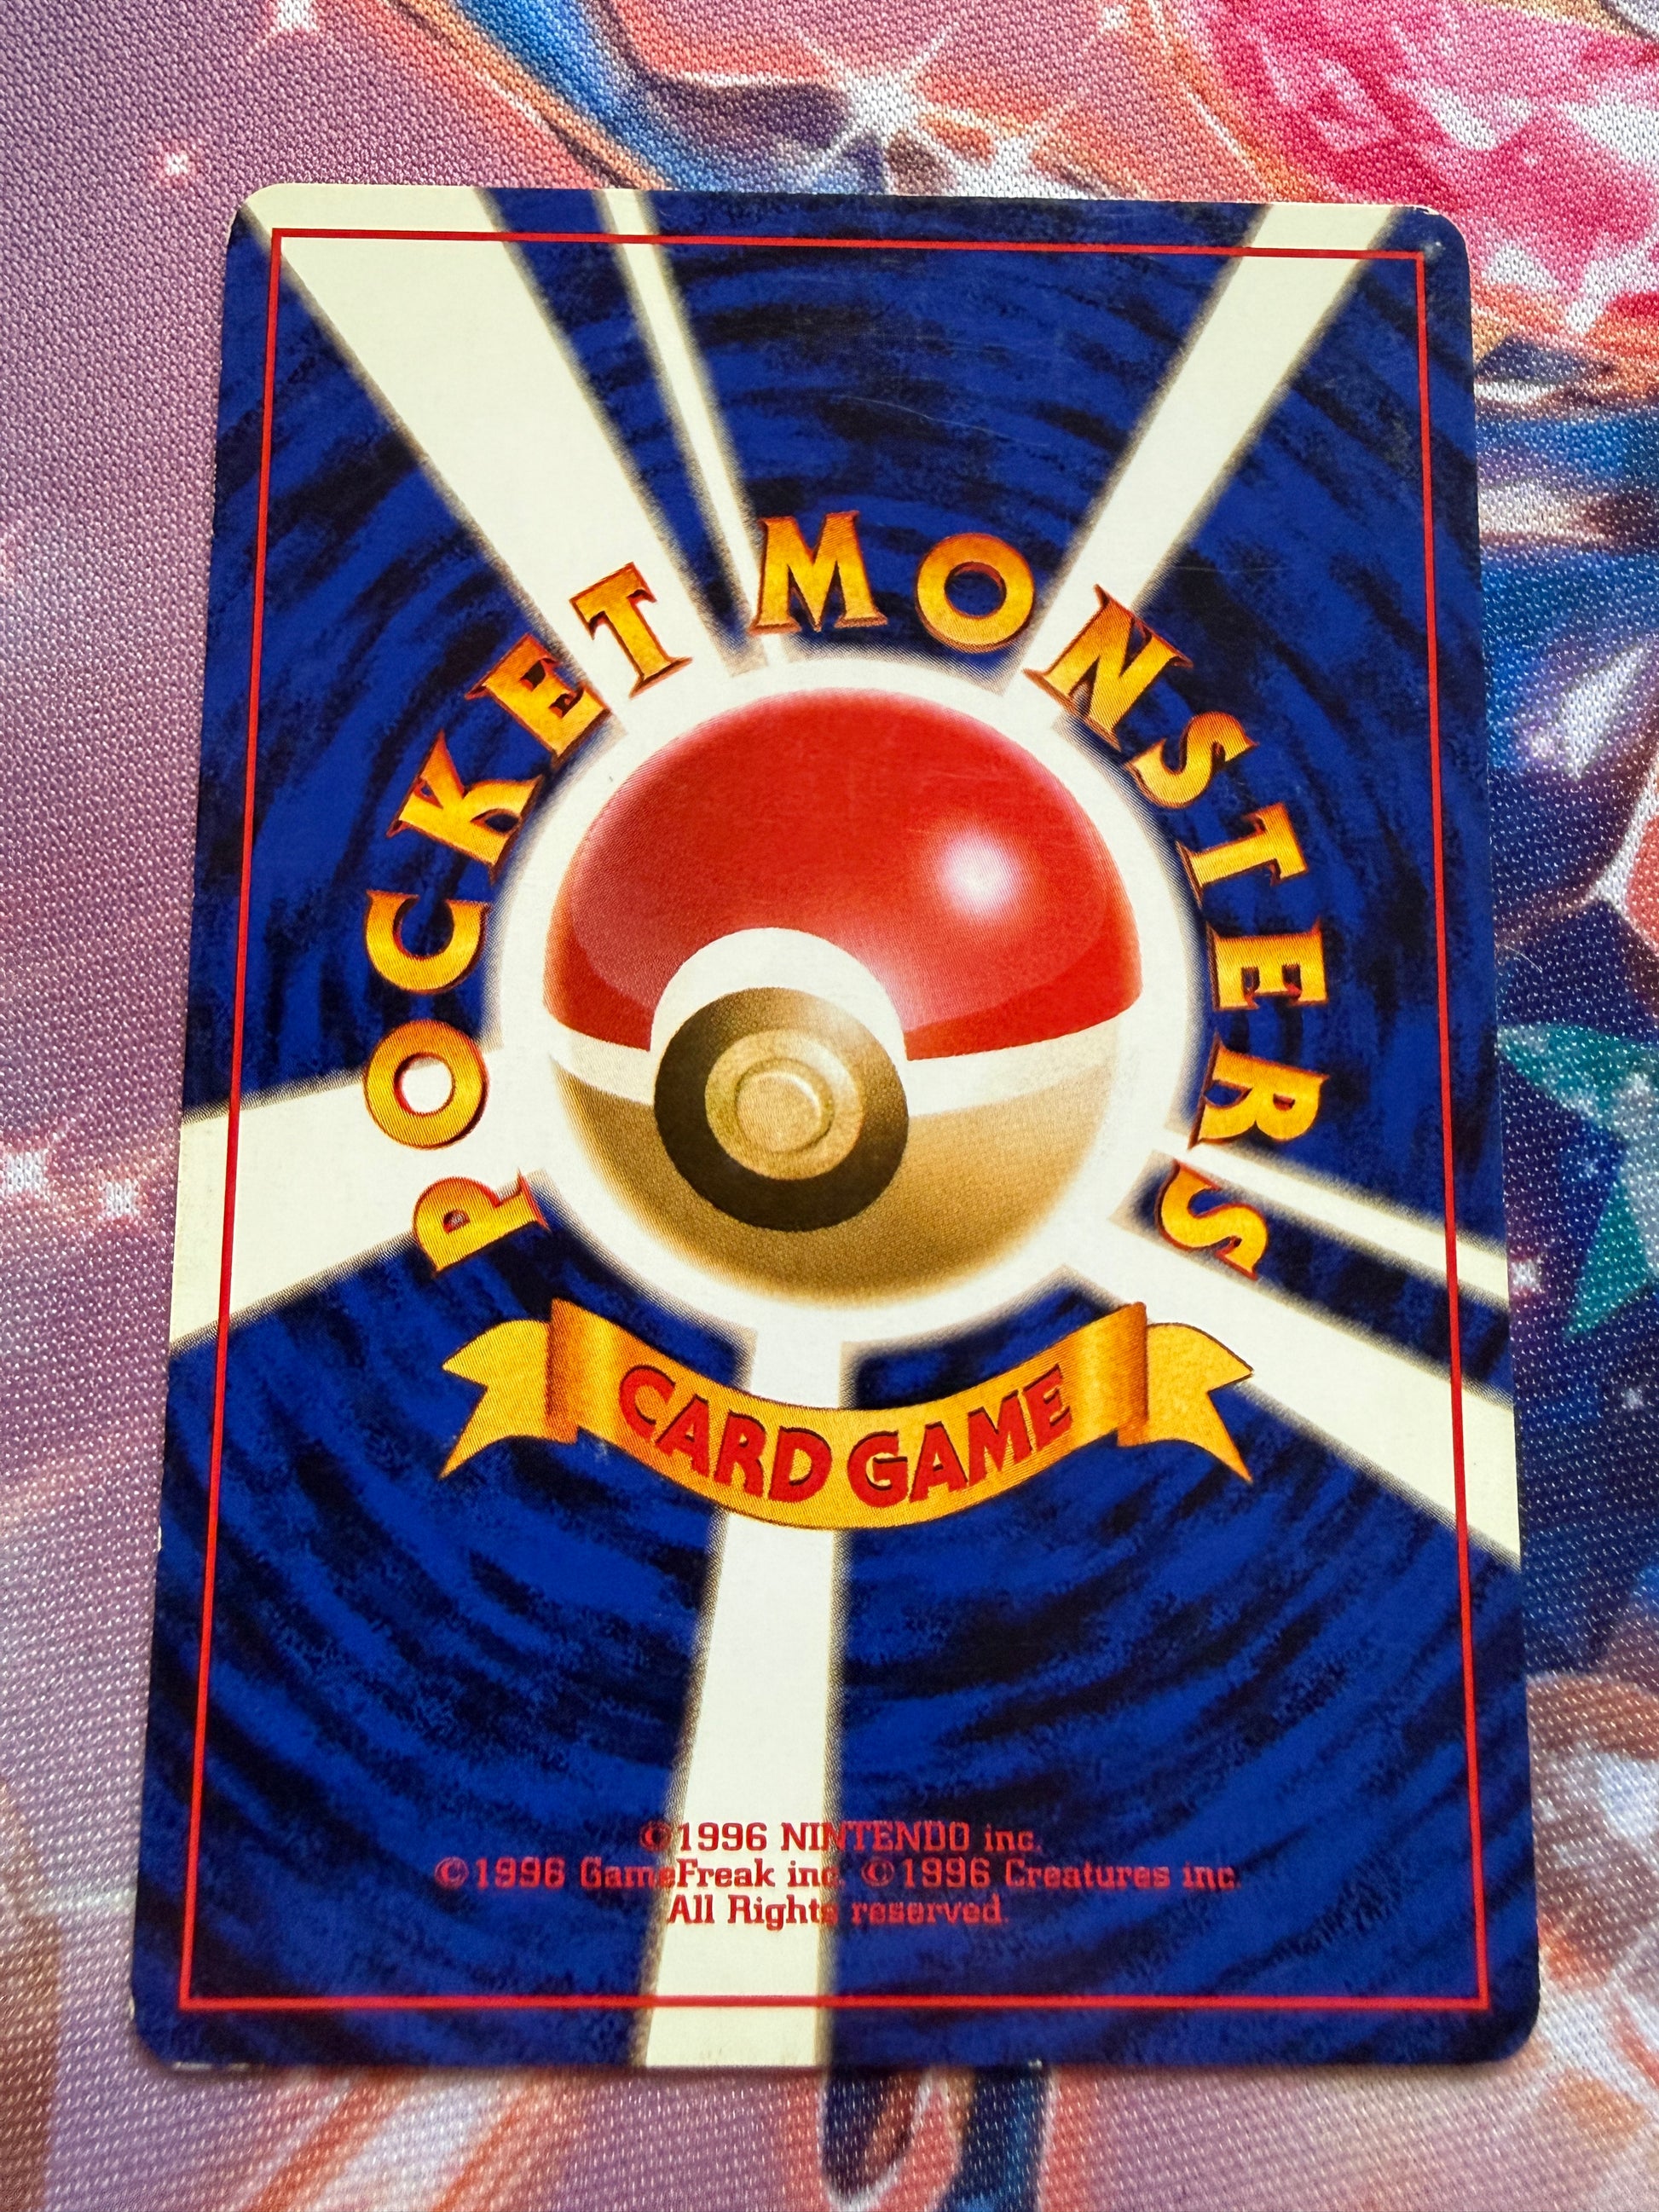 POCKET MONSTERS
CARD GAME
©1996 NINTENDO inc.
©1996 GameFreak inc. ©1996 Creatures inc.
All Rights reserved.